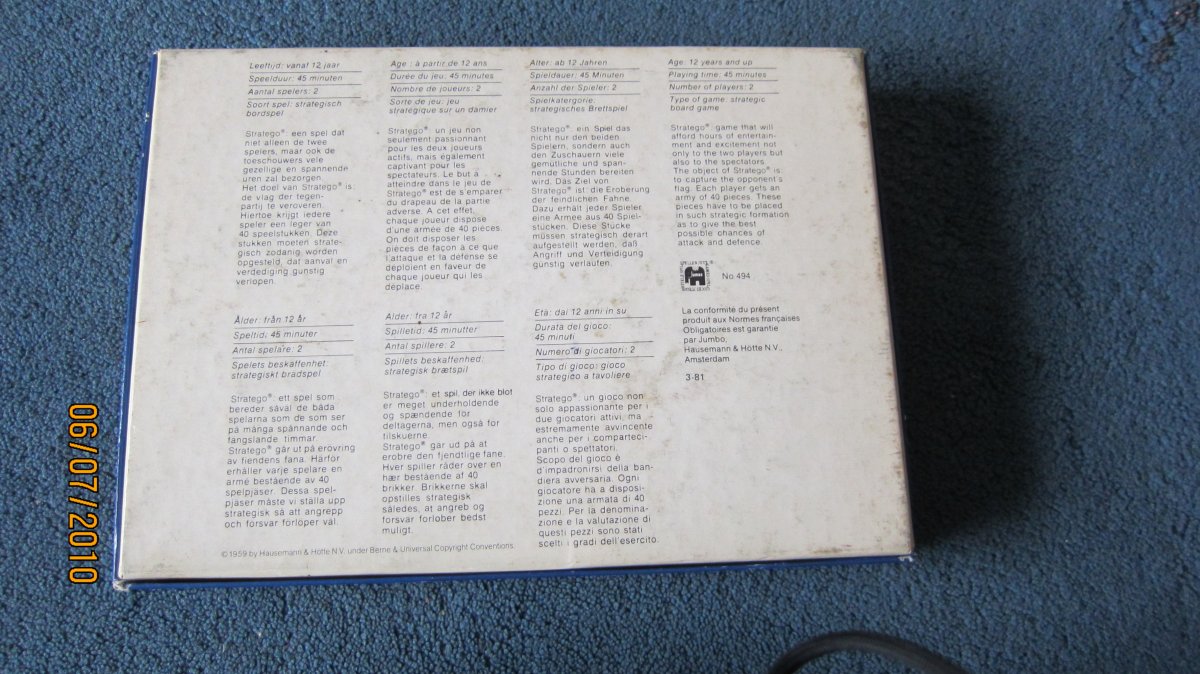 Leeftijd: vanaf 12 jaar
Speelduur: 45 minuten
Aantal spelers: 2
Soort spel: strategisch
bordspel
Stratego® een spel dat
niet alleen de twee
spelers, maar ook de
toeschouwers vele
gezellige en spannende
uren zal bezorgen.
Het doel van Stratego® is:
de vlag der tegen-
partij te veroveren.
Hiertoe krijgt iedere
speler een leger van
40 speelstukken. Deze
stukken moeten strate-
gisch zodanig worden
opgesteld, dat aanval en
verdediging gunstig
verlopen.
Age : à partir de 12 ans
Durée du jeu: 45 minutes
Nombre de joueurs: 2
Sorte de jeu: jeu
stratégique sur un damier
Stratego® un jeu non
seulement passionnant
pour les deux joueurs
actifs, mais également
captivant pour les
spectateurs. Le but à
atteindre dans le jeu de
Stratego® est de s'emparer
du drapeau de la partie
adverse. A cet effet,
chaque joueur dispose
d'une armée de 40 pièces.
On doit disposer les
pièces de façon à ce que
l'attaque et la défense se
déploient en faveur de
chaque joueur qui les
déplace.
Alter: ab 12 Jahren
Spieldauer: 45 Minuten
Anzahl der Spieler: 2
Spielkatergorie:
strategisches Brettspiel
Stratego® ein Spiel das
nicht nur den beiden
Spielern, sondern auch
den Zuschauern viele
gemütliche und span-
nende Stunden bereiten
wird. Das Ziel von
Stratego® ist: die Eroberung
der feindlichen Fahne.
Dazu erhält jeder Spieler
eine Armee aus 40 Spiel-
stucken. Diese Stucke
müssen strategisch derart
aufgestellt werden, daß
Angriff und Verteidigung
günstig verlaufen.
Age: 12 years and up
Playing time: 45 minutes
Number of players: 2
Type of game: strategic
board game
Stratego® game that will
afford hours of entertain-
ment and excitement not
only to the two players but
also to the spectators.
The object of Stratego® is
to capture the opponent's
flag. Each player gets an
army of 40 pieces. These
pieces have to be placed
in such strategic formation
as to give the best
possible chances of
attack and defence.
Jumbo
No 494
La conformité du présent
produit aux Normes françaises
Obligatoires est garantie
par Jumbo,
Hausemann & Hötte N.V.,
Amsterdam
3-81
Ålder: från 12 år
Speltid: 45 minuter
Antal spelare: 2
Spelets beskaffenhet:
strategiskt bradspel
Stratego® ett spel som
bereder såval de båda
spelarna som de som ser
på många spännande och
fangslande timmar
Stratego® går ut på erovring
av fiendens fana. Härfor
erhåller varje spelare en
armé bestående av 40
spelpjäser. Dessa spel-
pjäser måste vi ställa upp
strategisk så att angrepp
och forsvar forloper väl.
Alder: fra 12 år
Spilletid: 45 minutter
Antal spillere: 2
Spillets beskaffenhed:
strategisk brætspil
Stratego® et spil, der ikke blot
er meget underholdende
og spændende for
deltagerna, men også for
tilskuerne
Stratego® går ud på at
erobre den fjendtlige fana.
Hver spiller råder over en
hær bestående af 40
brikker. Brikkerne skal
opstilles strategisk
således, at angreb og
forsvar forlober bedst
muligt.
Età: dai 12 anni in su
Durata del gioco:
45 minuti
Numero di giocatori: 2
Tipo di gioco: gioco
strategico a tavoliere
Stratego® un gioco non
solo appassionante per i
due giocatori attivi, ma
estremamente avvincente
anche per i comparteci-
panti o spettatori.
Scopo del gioco è
d'impadronirsi della ban-
diera avversaria. Ogni
giocatore ha a disposi-
zione una armata di 40
pezzi. Per la denomina-
zione e la valutazione di
questi pezzi sono stati
scelti i gradi dell'esercito.
© 1959 by Hausemann & Hötte N.V. under Berne & Universal Copyright Conventions.
06/07/2010